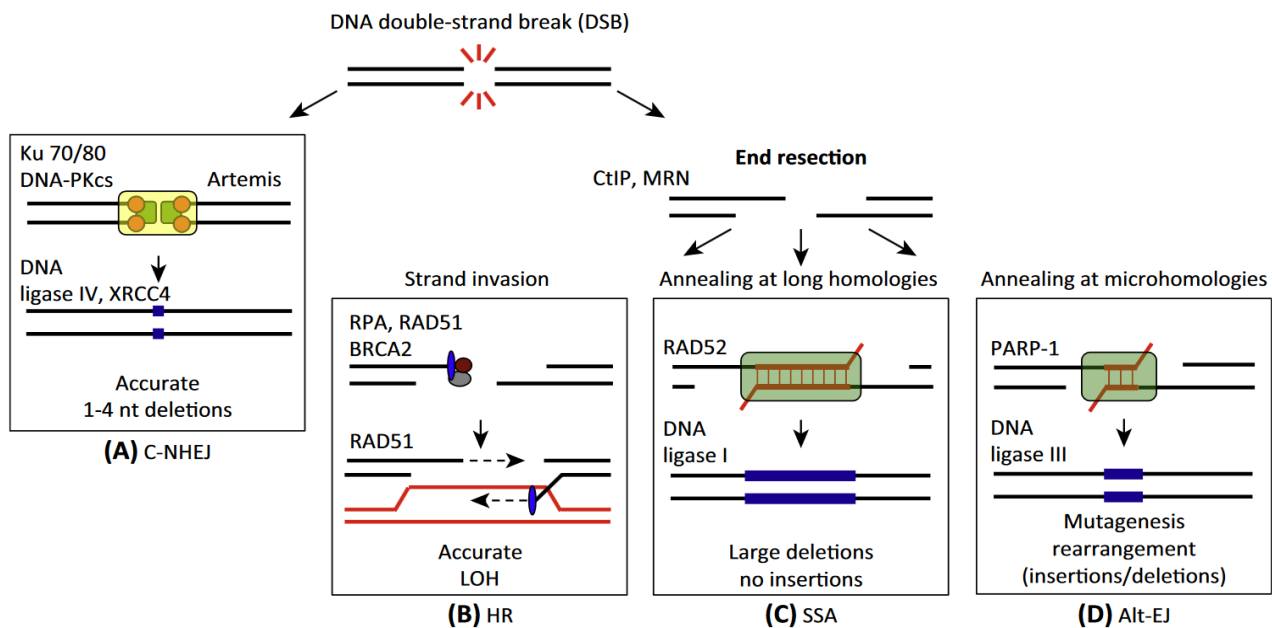 DNA double-strand break (DSB)
Ku 70/80
DNA-PKcs
Artemis
DNA
ligase IV, XRCC4
Accurate
1-4 nt deletions
(A) C-NHEJ
End resection
CtIP, MRN
Strand invasion
RPA, RAD51
BRCA2
RAD51
Accurate
LOH
(B) HR
Annealing at long homologies
RAD52
DNA
ligase I
Large deletions
no insertions
(C) SSA
Annealing at microhomologies
PARP-1
DNA
ligase III
Mutagenesis
rearrangement
(insertions/deletions)
(D) Alt-EJ